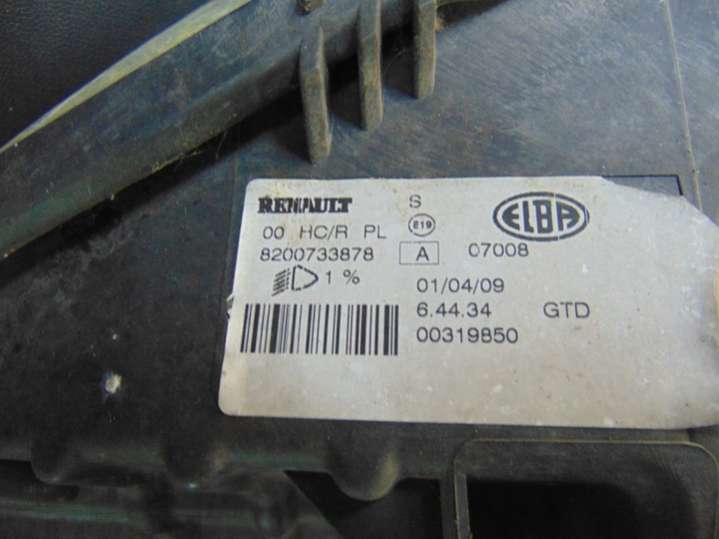 RENAULT S ELBA
00 HC/R PL E19
8200733878 A 07008
1 % 01/04/09
6.44.34 GTD
00319850